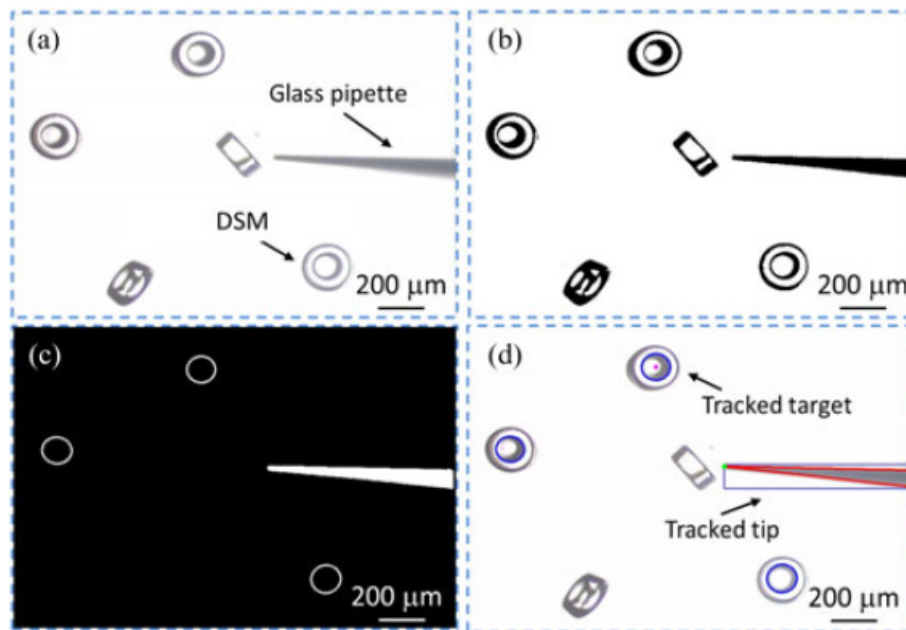 (a)
Glass pipette
DSM
200 μm
(b)
200 μm
(c)
200 μm
(d)
Tracked target
Tracked tip
200 μm